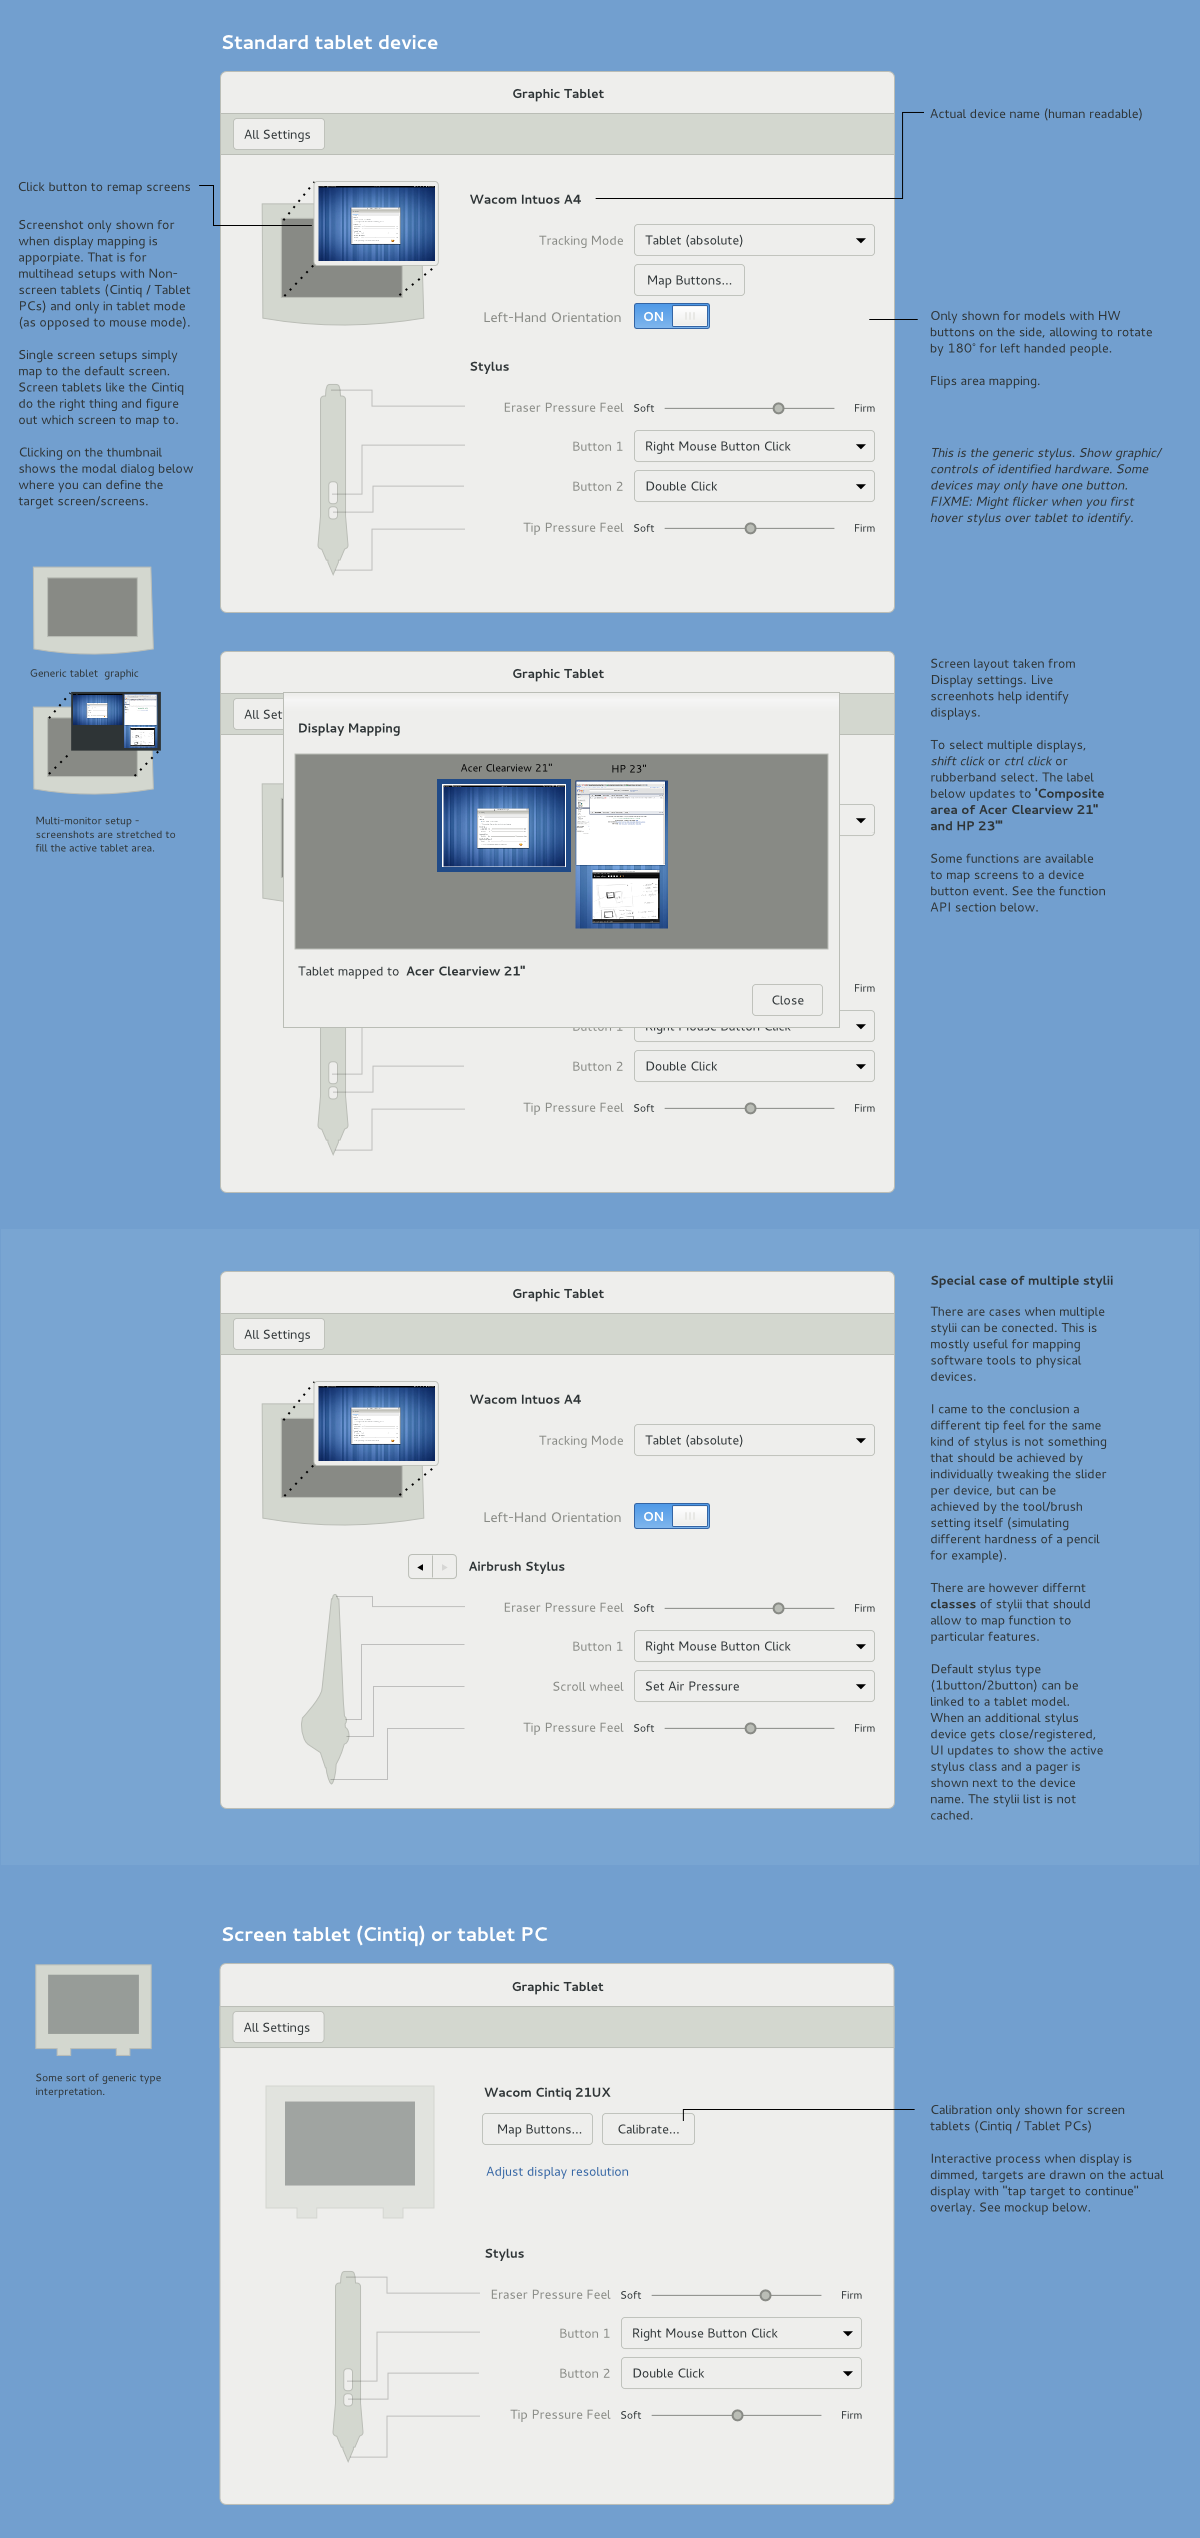 Standard tablet device
Graphic Tablet
All Settings
Actual device name (human readable)
Click button to remap screens
Screenshot only shown for
when display mapping is
apporpiate. That is for
multihead setups with Non-
screen tablets (Cintiq / Tablet
PCs) and only in tablet mode
(as opposed to mouse mode).
Single screen setups simply
map to the default screen.
Screen tablets like the Cintiq
do the right thing and figure
out which screen to map to.
Clicking on the thumbnail
shows the modal dialog below
where you can define the
target screen/screens.
Wacom Intuos A4
Tracking Mode
Tablet (absolute)
Map Buttons...
Left-Hand Orientation
ON
Only shown for models with HW
buttons on the side, allowing to rotate
by 180° for left handed people.
Flips area mapping.
Stylus
Eraser Pressure Feel
Soft
Firm
Button 1
Right Mouse Button Click
Button 2
Double Click
Tip Pressure Feel
Soft
Firm
This is the generic stylus. Show graphic/
controls of identified hardware. Some
devices may only have one button.
FIXME: Might flicker when you first
hover stylus over tablet to identify.
Generic tablet graphic
Multi-monitor setup -
screenshots are stretched to
fill the active tablet area.
Graphic Tablet
All Set
Display Mapping
Acer Clearview 21"
HP 23"
Tablet mapped to Acer Clearview 21"
Close
Firm
Button 1
Right Mouse Button Click
Button 2
Double Click
Tip Pressure Feel
Soft
Firm
Screen layout taken from
Display settings. Live
screenhots help identify
displays.
To select multiple displays,
shift click or ctrl click or
rubberband select. The label
below updates to 'Composite
area of Acer Clearview 21"
and HP 23"'
Some functions are available
to map screens to a device
button event. See the function
API section below.
Graphic Tablet
All Settings
Wacom Intuos A4
Tracking Mode
Tablet (absolute)
Left-Hand Orientation
ON
Airbrush Stylus
Eraser Pressure Feel
Soft
Firm
Button 1
Right Mouse Button Click
Scroll wheel
Set Air Pressure
Tip Pressure Feel
Soft
Firm
Special case of multiple stylii
There are cases when multiple
stylii can be conected. This is
mostly useful for mapping
software tools to physical
devices.
I came to the conclusion a
different tip feel for the same
kind of stylus is not something
that should be achieved by
individually tweaking the slider
per device, but can be
achieved by the tool/brush
setting itself (simulating
different hardness of a pencil
for example).
There are however differnt
classes of stylii that should
allow to map function to
particular features.
Default stylus type
(1button/2button) can be
linked to a tablet model.
When an additional stylus
device gets close/registered,
UI updates to show the active
stylus class and a pager is
shown next to the device
name. The stylii list is not
cached.
Screen tablet (Cintiq) or tablet PC
Some sort of generic type
interpretation.
Graphic Tablet
All Settings
Wacom Cintiq 21UX
Map Buttons...
Calibrate...
Adjust display resolution
Calibration only shown for screen
tablets (Cintiq / Tablet PCs)
Interactive process when display is
dimmed, targets are drawn on the actual
display with "tap target to continue"
overlay. See mockup below.
Stylus
Eraser Pressure Feel
Soft
Firm
Button 1
Right Mouse Button Click
Button 2
Double Click
Tip Pressure Feel
Soft
Firm